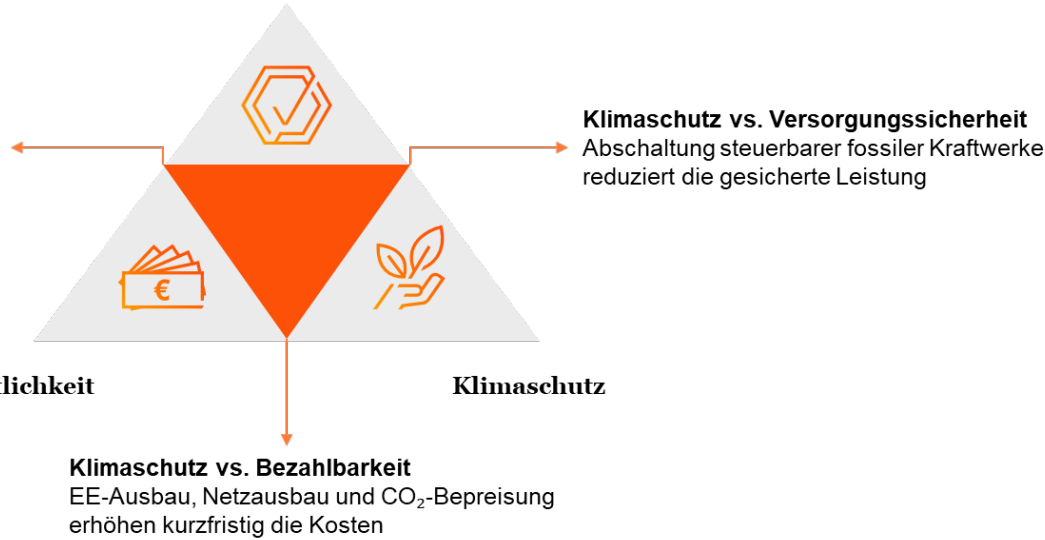 Klimaschutz vs. Versorgungssicherheit
Abschaltung steuerbarer fossiler Kraftwerke
reduziert die gesicherte Leistung
€
lichkeit
Klimaschutz
Klimaschutz vs. Bezahlbarkeit
EE-Ausbau, Netzausbau und CO₂-Bepreisung
erhöhen kurzfristig die Kosten